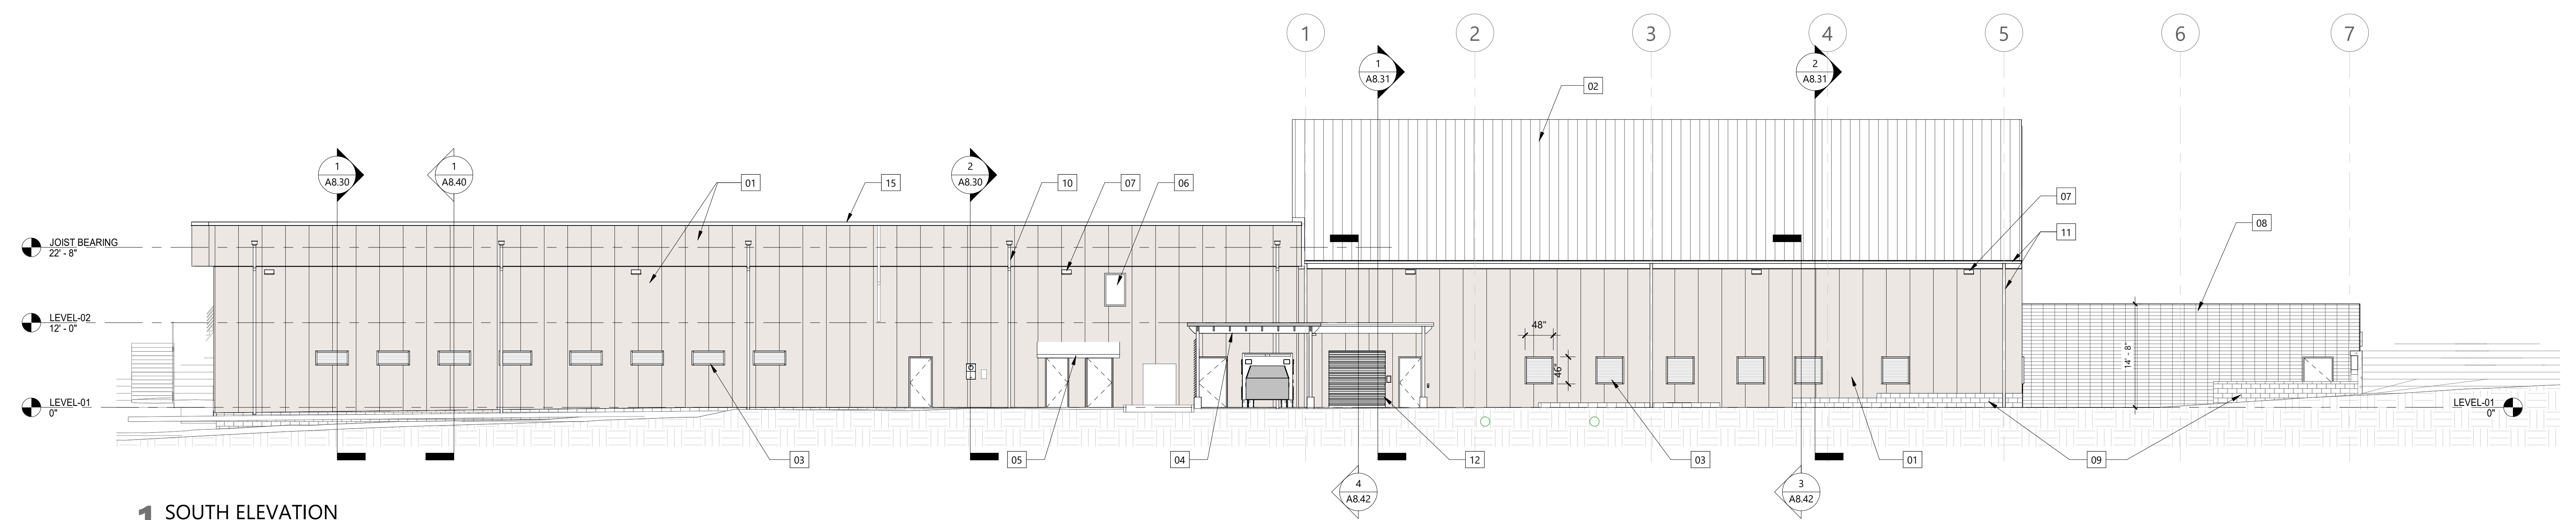 1
2
3
4
5
6
7
1
A8.31
2
A8.31
02
1
A8.30
1
A8.40
2
A8.30
01
15
10
07
06
07
11
08
JOIST BEARING
22' - 8"
LEVEL-02
12' - 0"
48"
46"
14' - 8"
LEVEL-01
0"
LEVEL-01
0"
03
05
04
12
03
01
09
4
A8.42
3
A8.42
1 SOUTH ELEVATION